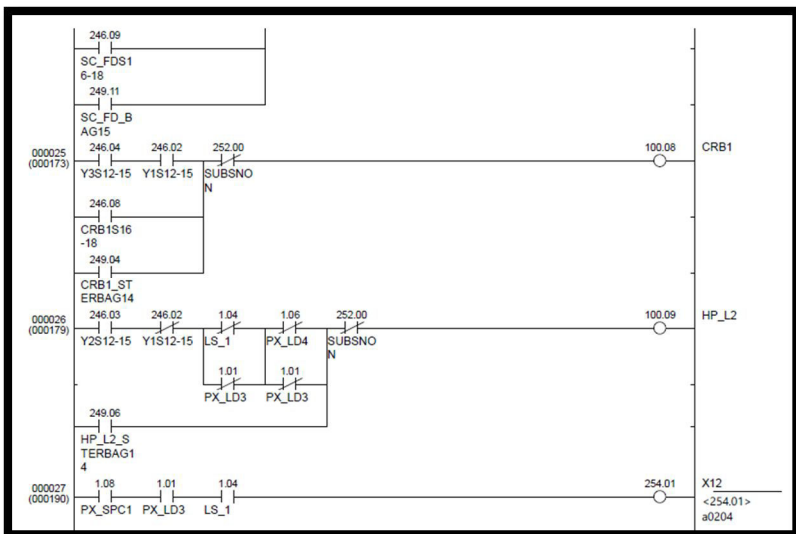 246.09
SC_FDS1
6-18
249.11
SC_FD_B
AG15
000025
(000173)
246.04 246.02 252.00 100.08 CRB1
Y3S12-15 Y1S12-15 SUBSNO
N
246.08
CRB1S16
-18
249.04
CRB1_ST
ERBAG14
000026
(000179)
246.03 246.02 1.04 1.06 252.00 100.09 HP_L2
Y2S12-15 Y1S12-15 LS_1 PX_LD4 SUBSNO
N
1.01 1.01
PX_LD3 PX_LD3
249.06
HP_L2_S
TERBAG1
4
000027
(000190)
1.08 1.01 1.04 254.01 X12
PX_SPC1 PX_LD3 LS_1
<254.01>
a0204